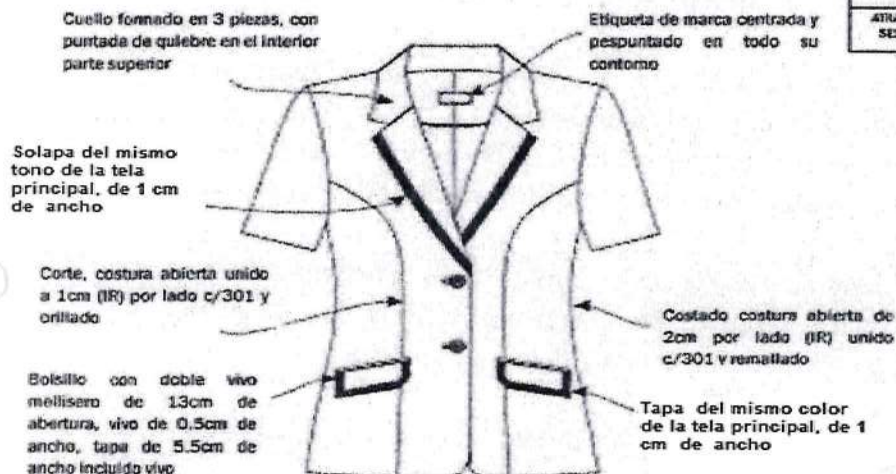 Cuello formado en 3 piezas, con
puntada de quiebre en el interior
parte superior
Etiqueta de marca centrada y
pespuntado en todo su
contorno
Solapa del mismo
tono de la tela
principal, de 1 cm
de ancho
Corte, costura abierta unido
a 1cm (IR) por lado c/301 y
orillado
Costado costura abierta de
2cm por lado (IR) unido
c/301 y remallado
Bolsillo con doble vivo
mellisero de 13cm de
abertura, vivo de 0.5cm de
ancho, tapa de 5.5cm de
ancho incluido vivo
Tapa del mismo color
de la tela principal, de 1
cm de ancho